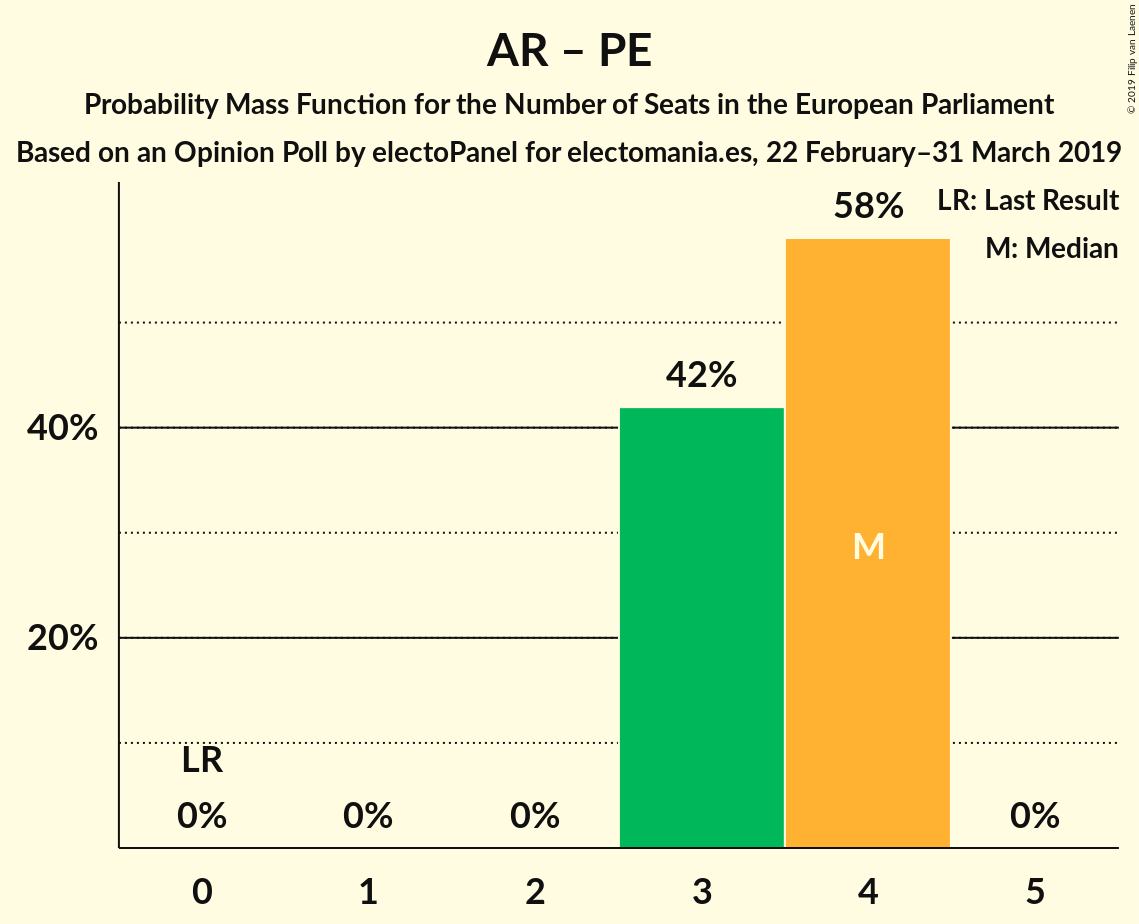 AR – PE
Probability Mass Function for the Number of Seats in the European Parliament
Based on an Opinion Poll by electoPanel for electomania.es, 22 February–31 March 2019
© 2019 Filip van Laenen
LR: Last Result
M: Median
58%
42%
40%
M
20%
LR
0% 0% 0% 0%
0 1 2 3 4 5